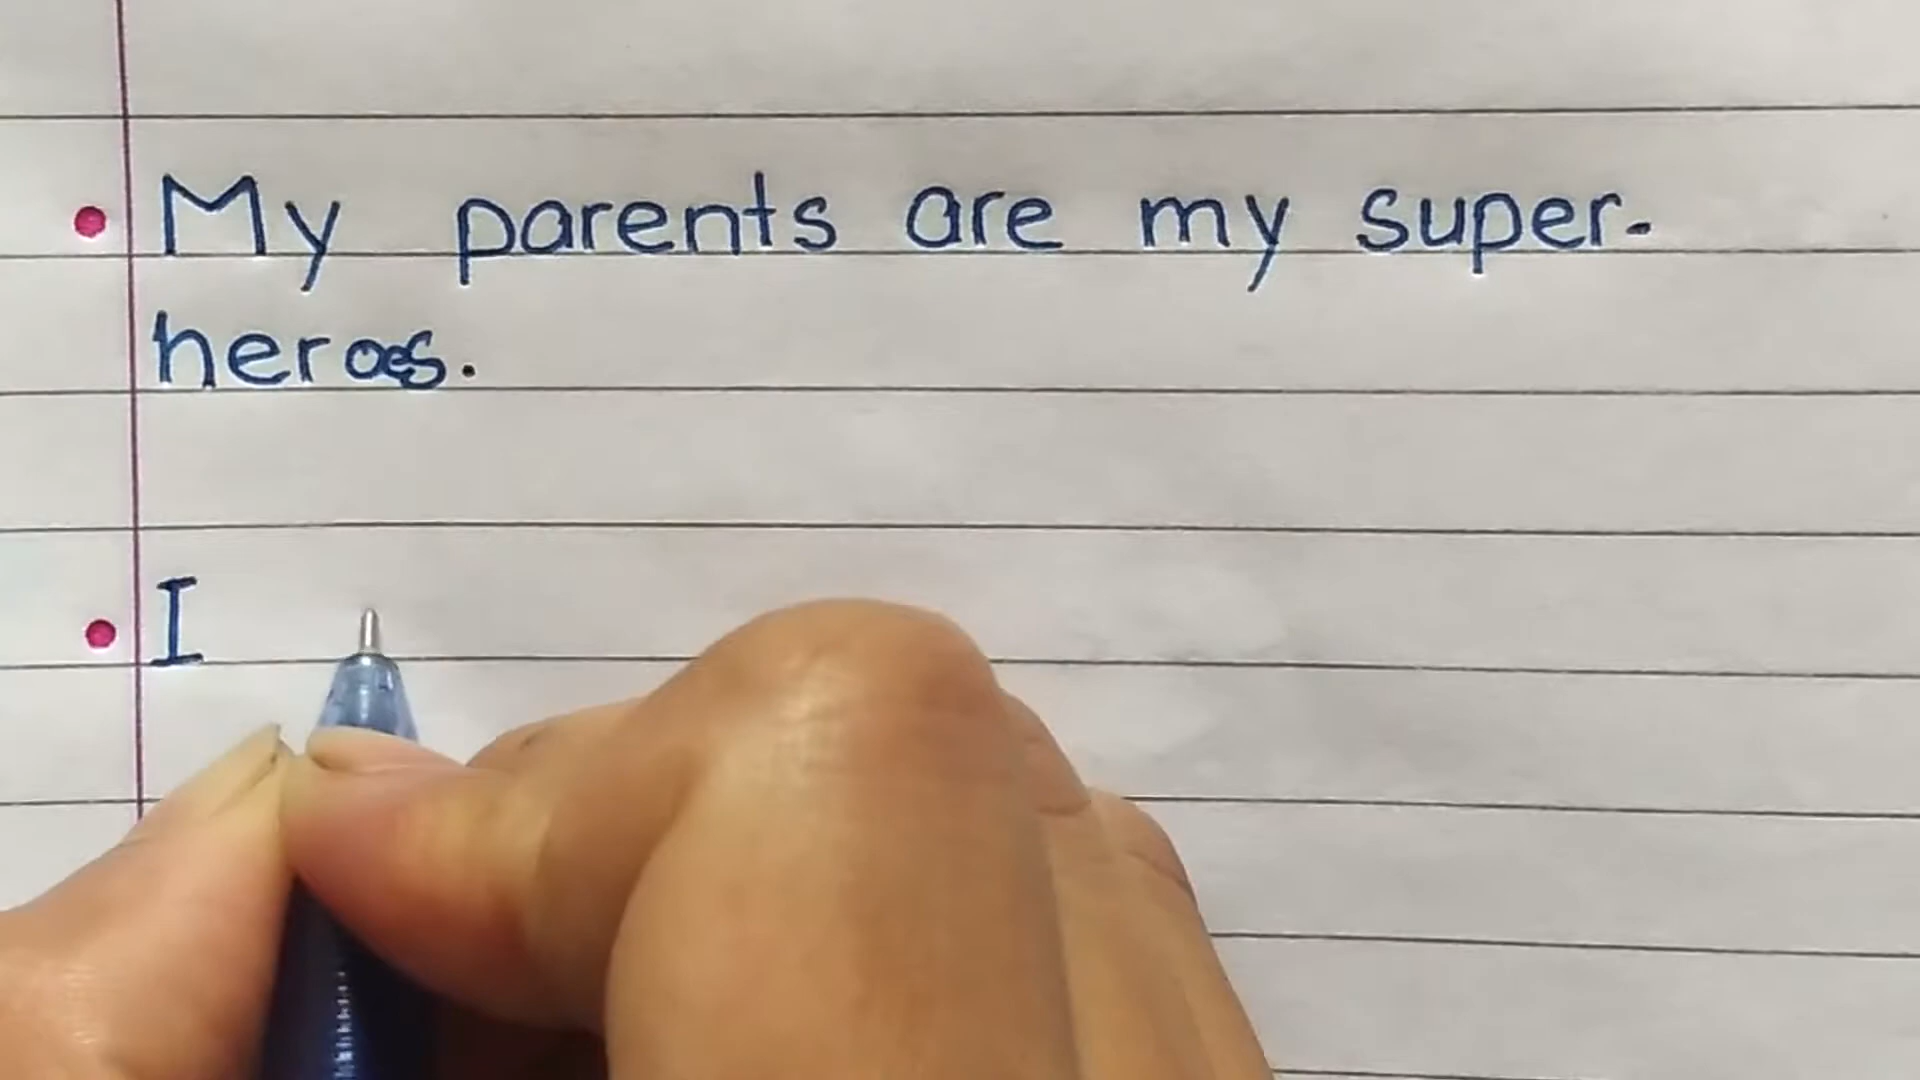 • My parents are my super-
heroes.
• I